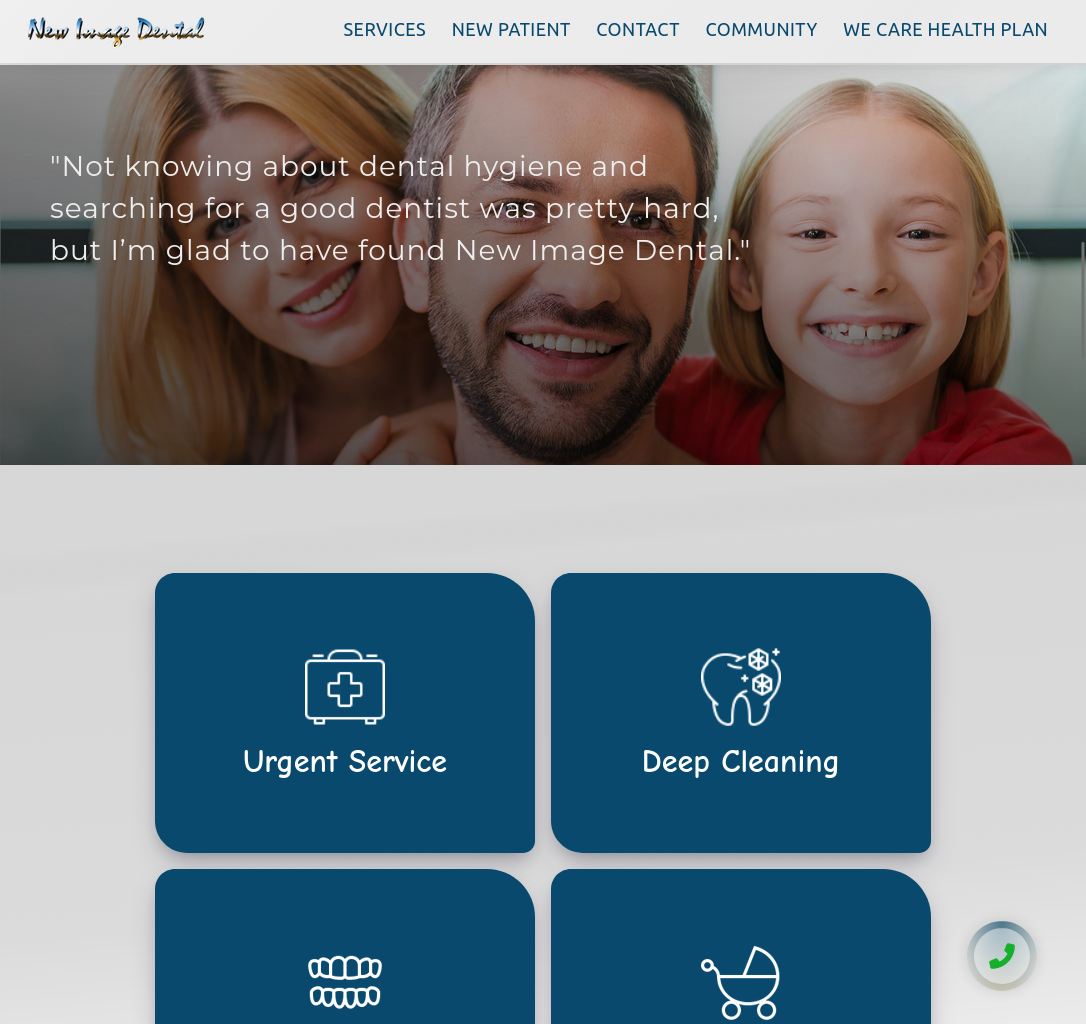 New Image Dental
SERVICES NEW PATIENT CONTACT COMMUNITY WE CARE HEALTH PLAN
"Not knowing about dental hygiene and
searching for a good dentist was pretty hard,
but I’m glad to have found New Image Dental."
Urgent Service
Deep Cleaning